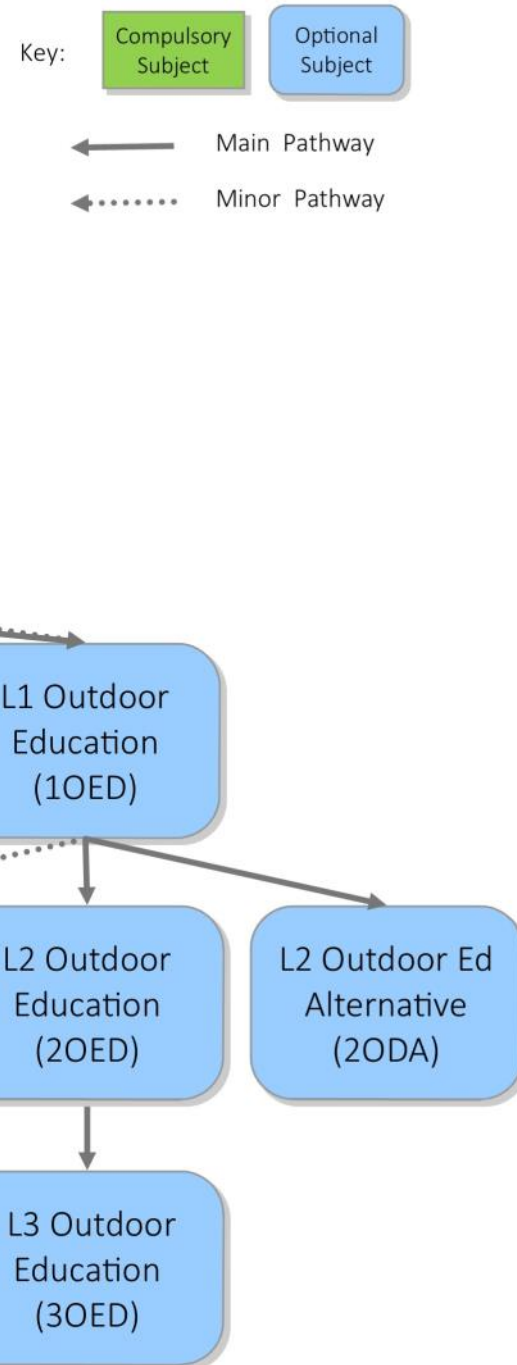 Key:
Compulsory
Subject
Optional
Subject
Main Pathway
Minor Pathway
L1 Outdoor
Education
(1OED)
L2 Outdoor
Education
(2OED)
L2 Outdoor Ed
Alternative
(2ODA)
L3 Outdoor
Education
(3OED)